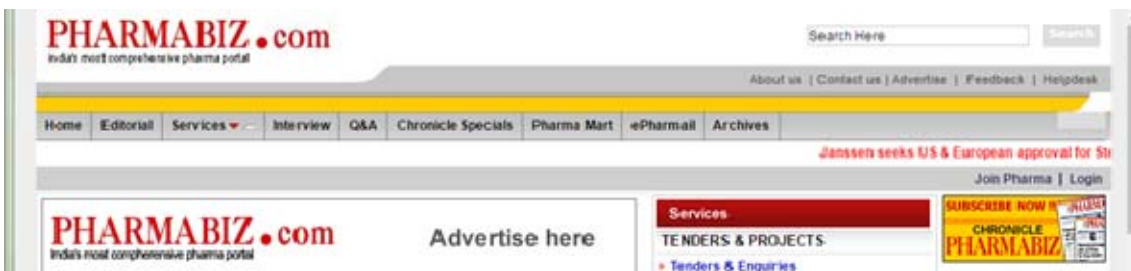 PHARMABIZ.com
India's most comprehensive pharma portal
Search Here
Search
About us | Contact us | Advertise | Feedback | Helpdesk
Home Editorial Services Interview Q&A Chronicle Specials Pharma Mart ePharmail Archives
Janssen seeks US & European approval for Ste
Join Pharma | Login
PHARMABIZ.com
India's most compherensive pharma portal
Advertise here
Services
TENDERS & PROJECTS
Tenders & Enquiries
SUBSCRIBE NOW !!
CHRONICLE
PHARMABIZ